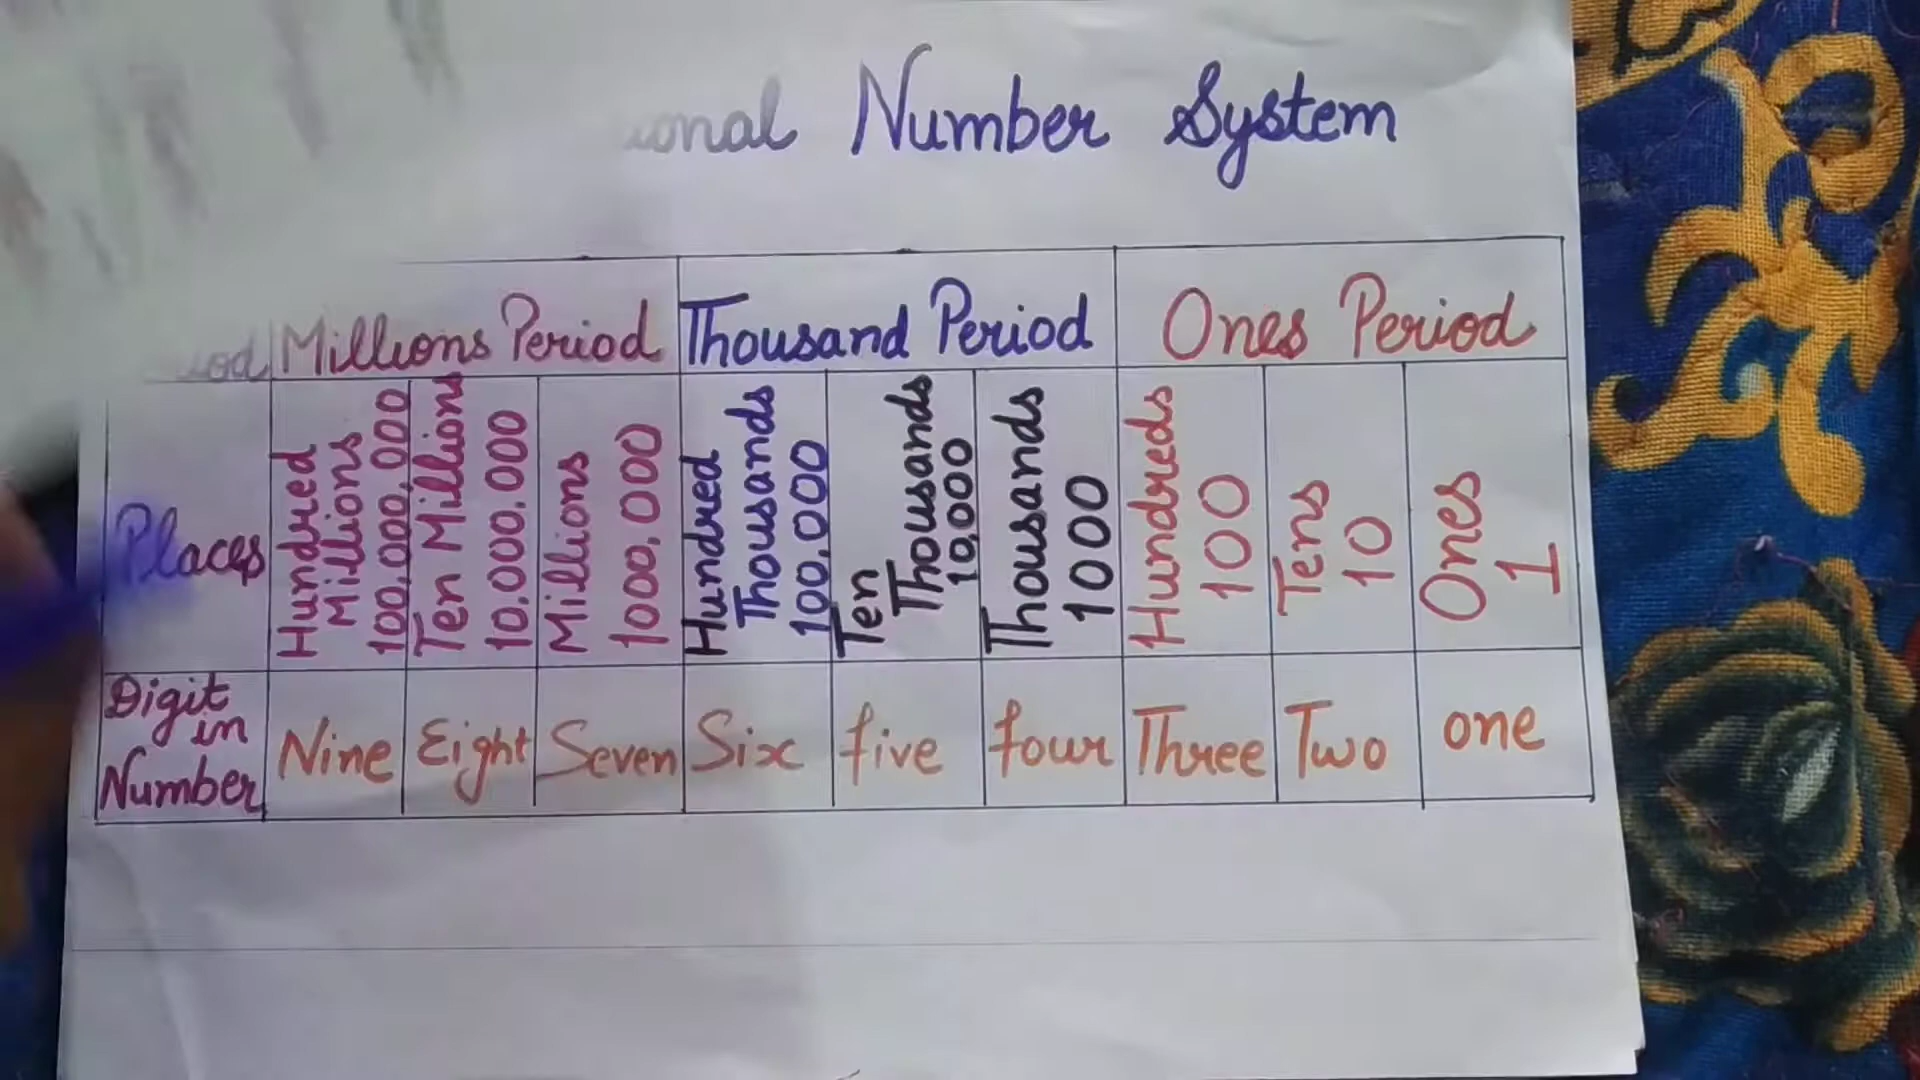 Number System
Millions Period Thousand Period Ones Period
Places
Hundred Millions 100,000,000
Ten Millions 10,000,000
Millions 1000,000
Hundred Thousands 100,000
Ten Thousands 10,000
Thousands 1000
Hundreds 100
Tens 10
Ones 1
Digit in Number
Nine Eight Seven Six five four Three Two one